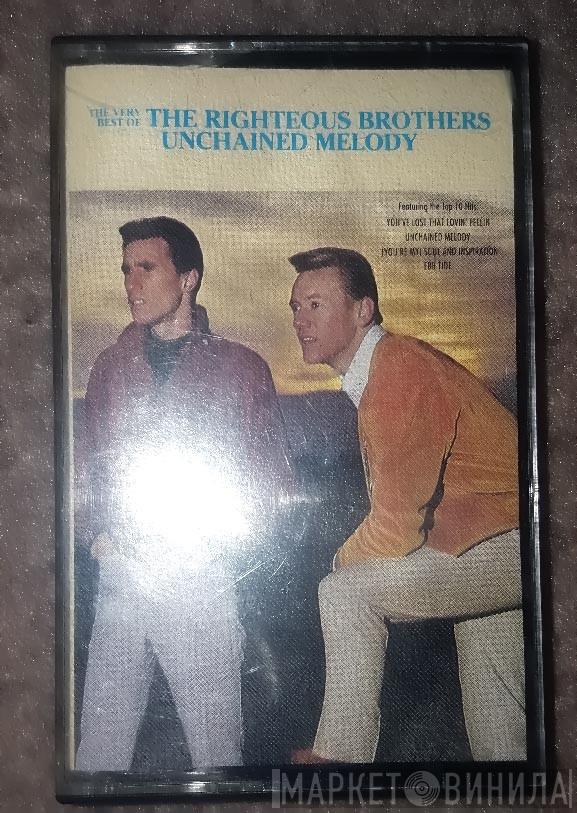 THE VERY
BEST OF THE RIGHTEOUS BROTHERS
UNCHAINED MELODY
Featuring the Top 10 Hits
YOU'VE LOST THAT LOVIN' FEELIN'
UNCHAINED MELODY
(YOU'RE MY) SOUL AND INSPIRATION
EBB TIDE
МАРКЕТ ВИНИЛА